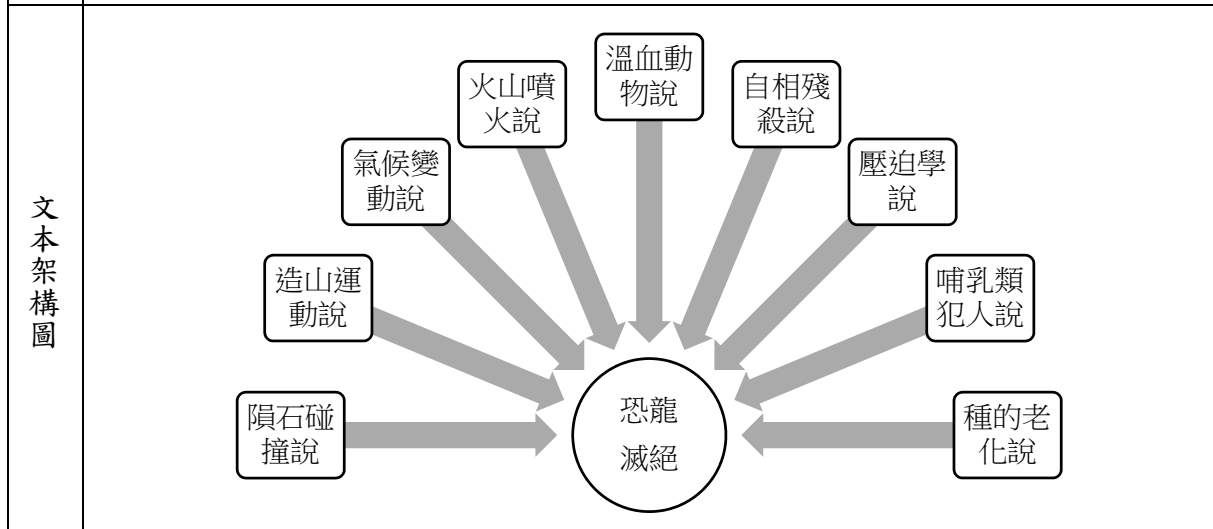 文本架構圖
隕石碰
撞說
造山運
動說
氣候變
動說
火山噴
火說
溫血動
物說
自相殘
殺說
壓迫學
說
哺乳類
犯人說
種的老
化說
恐龍
滅絕